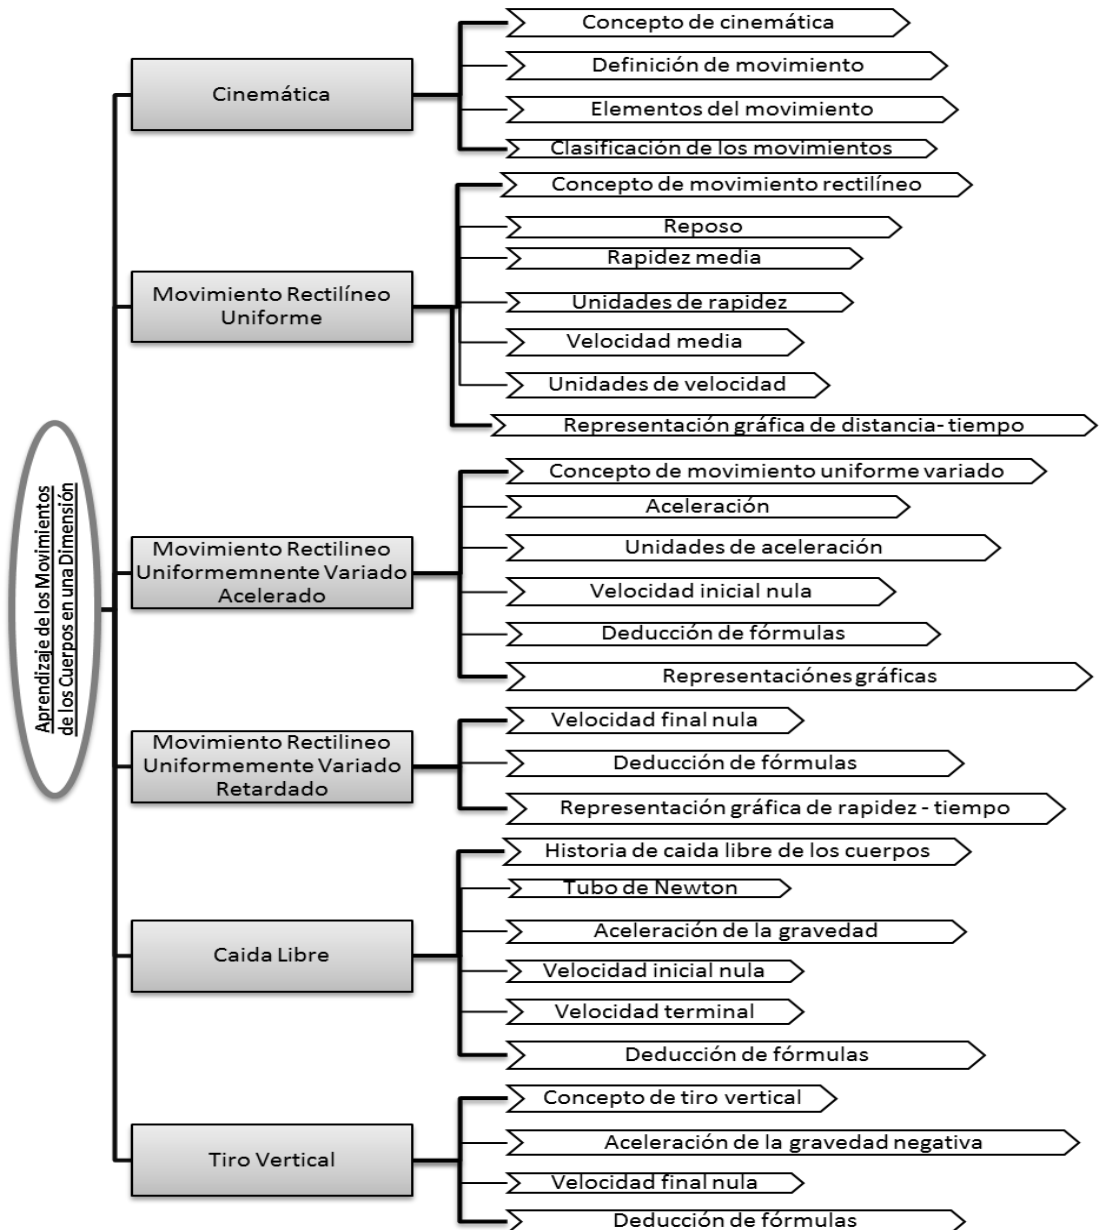 Aprendizaje de los Movimientos
de los Cuerpos en una Dimensión
Cinemática
Concepto de cinemática
Definición de movimiento
Elementos del movimiento
Clasificación de los movimientos
Movimiento Rectilíneo
Uniforme
Concepto de movimiento rectilíneo
Reposo
Rapidez media
Unidades de rapidez
Velocidad media
Unidades de velocidad
Representación gráfica de distancia- tiempo
Movimiento Rectilineo
Uniformemnente Variado
Acelerado
Concepto de movimiento uniforme variado
Aceleración
Unidades de aceleración
Velocidad inicial nula
Deducción de fórmulas
Representaciónes gráficas
Movimiento Rectilineo
Uniformemente Variado
Retardado
Velocidad final nula
Deducción de fórmulas
Representación gráfica de rapidez - tiempo
Caida Libre
Historia de caida libre de los cuerpos
Tubo de Newton
Aceleración de la gravedad
Velocidad inicial nula
Velocidad terminal
Deducción de fórmulas
Tiro Vertical
Concepto de tiro vertical
Aceleración de la gravedad negativa
Velocidad final nula
Deducción de fórmulas